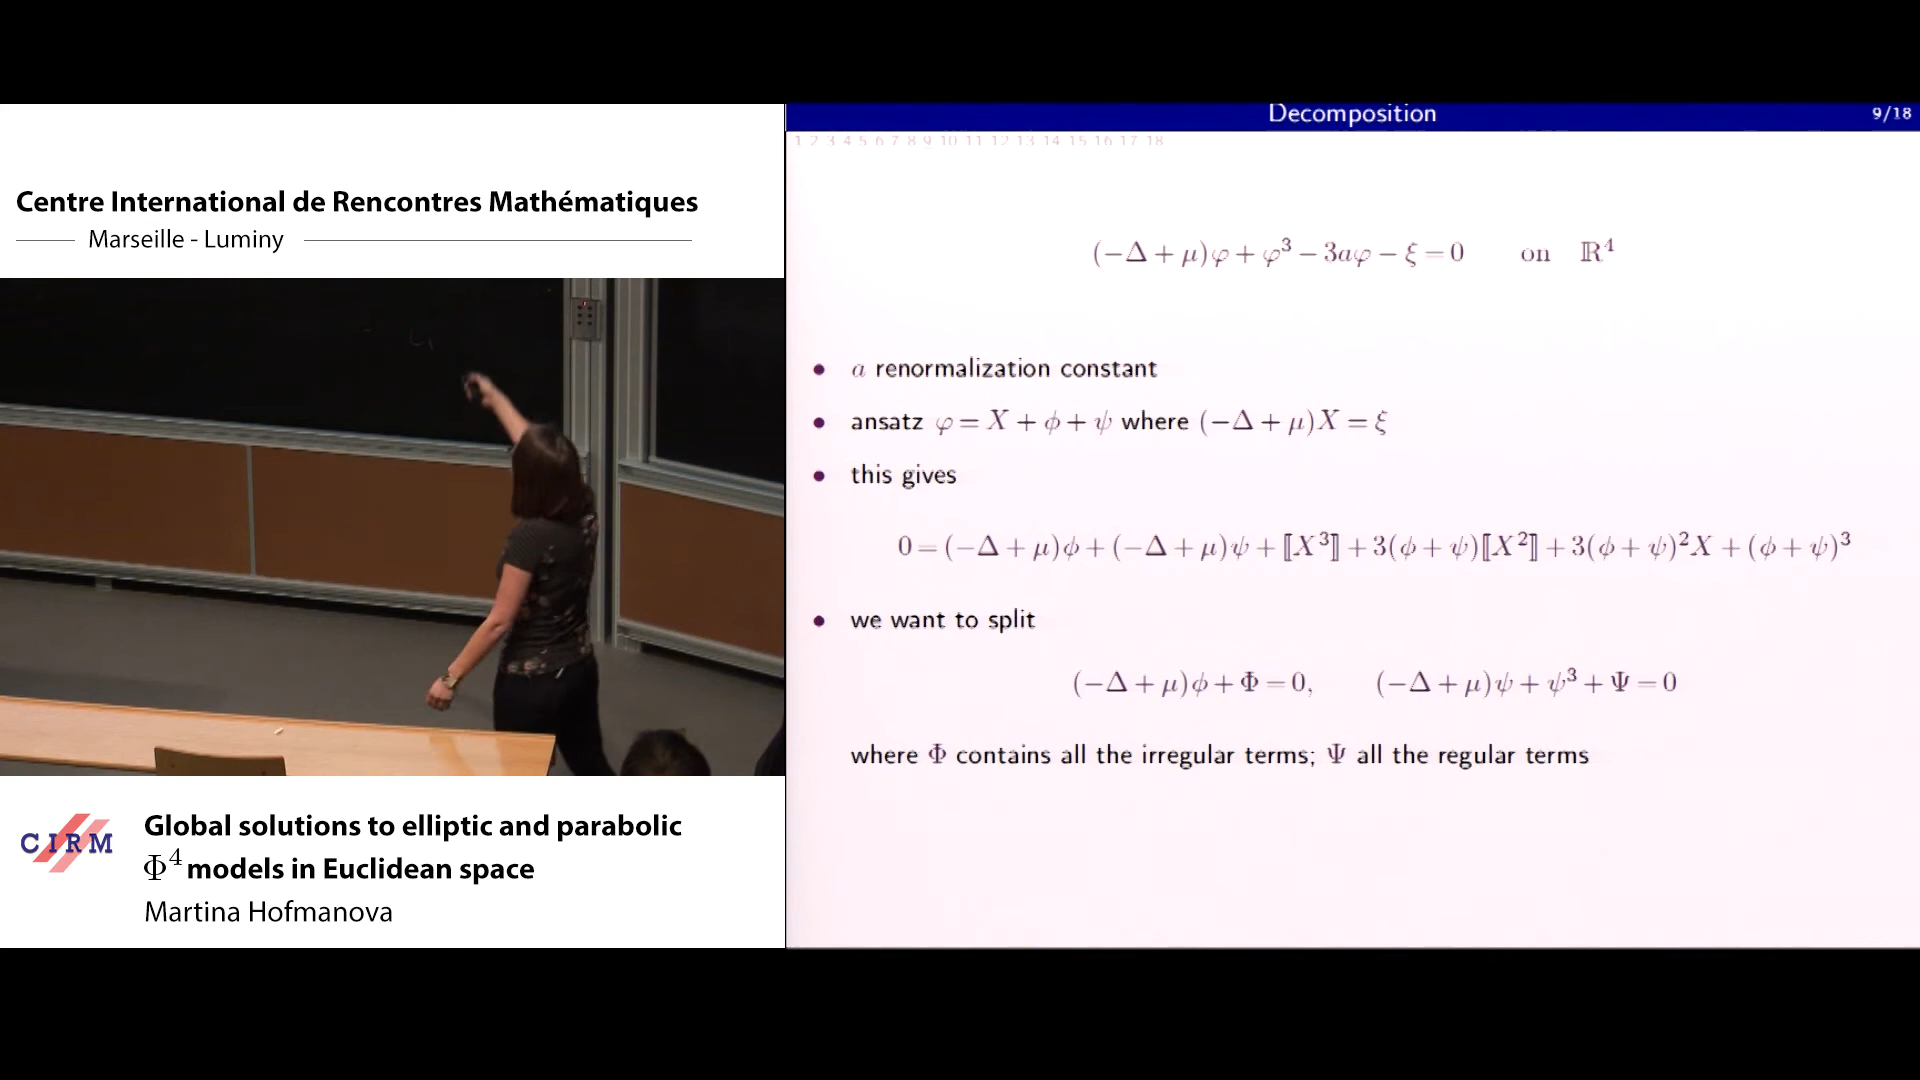 Centre International de Rencontres Mathématiques
Marseille - Luminy
CIRM
Global solutions to elliptic and parabolic
Φ⁴ models in Euclidean space
Martina Hofmanova
Decomposition
9/18
1 2 3 4 5 6 7 8 9 10 11 12 13 14 15 16 17 18
(−Δ + μ)φ + φ³ − 3aφ − ξ = 0 on ℝ⁴
• a renormalization constant
• ansatz φ = X + ϕ + ψ where (−Δ + μ)X = ξ
• this gives
0 = (−Δ + μ)ϕ + (−Δ + μ)ψ + ⟦X³⟧ + 3(ϕ + ψ)⟦X²⟧ + 3(ϕ + ψ)²X + (ϕ + ψ)³
• we want to split
(−Δ + μ)ϕ + Φ = 0, (−Δ + μ)ψ + ψ³ + Ψ = 0
where Φ contains all the irregular terms; Ψ all the regular terms